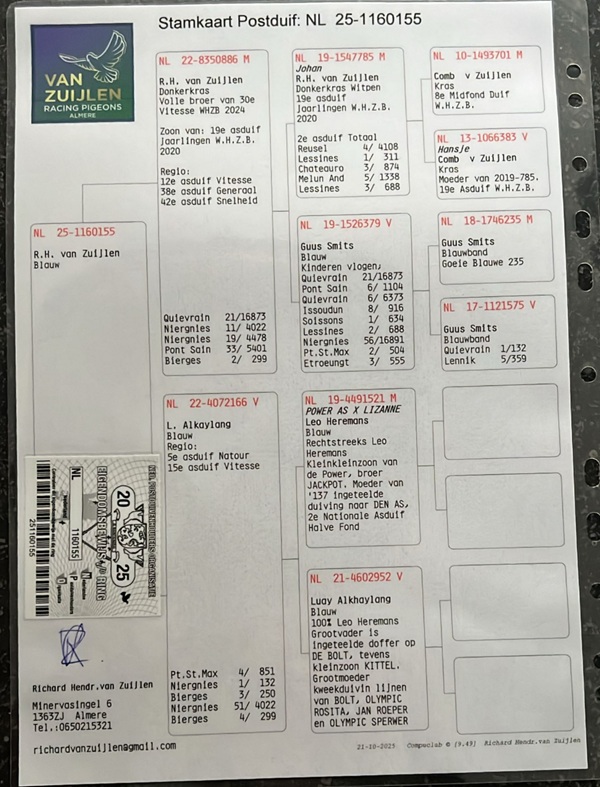 Stamkaart Postduif: NL 25-1160155
VAN
ZUIJLEN
RACING PIGEONS
ALMERE
NL 25-1160155
R.H. van Zuijlen
Blauw
NL 22-8350886 M
R.H. van Zuijlen
Donkerkras
Volle broer van 30e
Vitesse WHZB 2024
Zoon van: 19e asduif
Jaarlingen W.H.Z.B.
2020
Regio:
12e asduif Vitesse
38e asduif Generaal
42e asduif Snelheid
Quievrain 21/16873
Niergnies 11/ 4022
Niergnies 19/ 4478
Pont Sain 33/ 5401
Bierges 2/ 299
NL 22-4072166 V
L. Alkaylang
Blauw
Regio:
5e asduif Natour
15e asduif Vitesse
Pt.St.Max 4/ 851
Niergnies 1/ 132
Bierges 3/ 250
Niergnies 51/ 4022
Bierges 4/ 299
NL 19-1547785 M
Johan
R.H. van Zuijlen
Donkerkras Witpen
19e asduif
Jaarlingen W.H.Z.B.
2020
2e asduif Totaal
Reusel 4/ 4108
Lessines 1/ 311
Chateauro 3/ 874
Melun And 5/ 1338
Lessines 3/ 688
NL 19-1526379 V
Guus Smits
Blauw
Kinderen vlogen;
Quievrain 21/16873
Pont Sain 6/ 1104
Quievrain 6/ 6373
Issoudun 8/ 916
Soissons 1/ 634
Lessines 2/ 688
Niergnies 56/16891
Pt.St.Max 2/ 504
Etroeungt 3/ 555
NL 19-4491521 M
POWER AS X LIZANNE
Leo Heremans
Blauw
Rechtstreeks Leo
Heremans
Kleinkleinzoon van
de Power, broer
JACKPOT. Moeder van
'137 ingeteelde
duiving naar DEN AS,
2e Nationale Asduif
Halve Fond
NL 21-4602952 V
Luay Alkhaylang
Blauw
100% Leo Heremans
Grootvader is
ingeteelde doffer op
DE BOLT, tevens
kleinzoon KITTEL.
Grootmoeder
kweekduivin lijnen
van BOLT, OLYMPIC
ROSITA, JAN ROEPER
en OLYMPIC SPERWER
NL 10-1493701 M
Comb v Zuijlen
Kras
8e Midfond Duif
W.H.Z.B.
NL 13-1066383 V
Hansje
Comb v Zuijlen
Kras
Moeder van 2019-785.
19e Asduif W.H.Z.B.
NL 18-1746235 M
Guus Smits
Blauwband
Goeie Blauwe 235
NL 17-1121575 V
Guus Smits
Blauwband
Quievrain 1/132
Lennik 5/359
EIGENDOMSBEWIJS RING
20 25
NL
1160155
251160155
Richard Hendr.van Zuijlen
Minervasingel 6
1363ZJ Almere
Tel.:0650215321
richardvanzuijlen@gmail.com
21-10-2025 Compuclub © [9.49] Richard Hendr.van Zuijlen